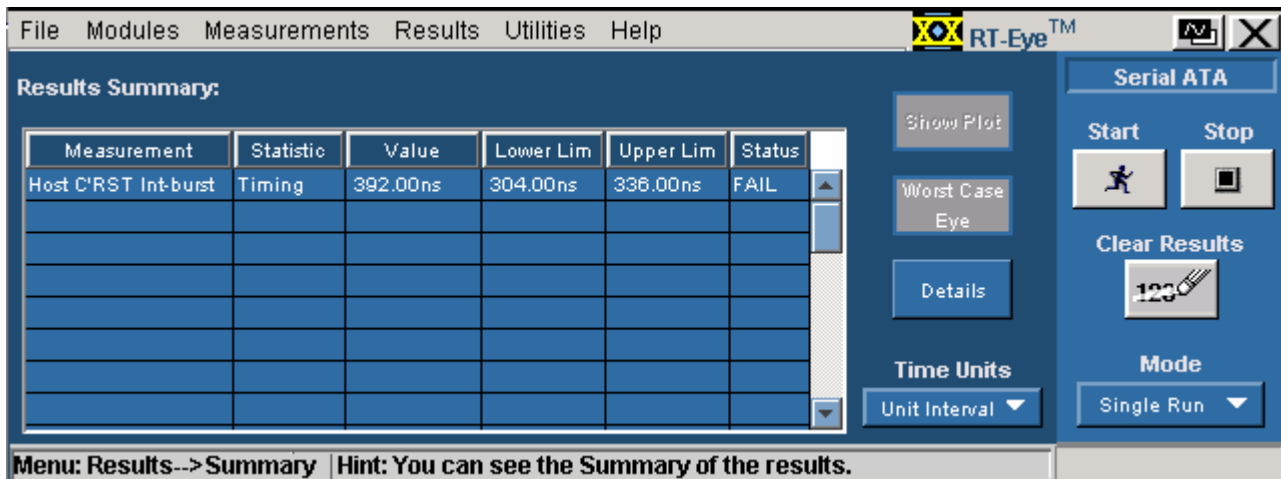 File Modules Measurements Results Utilities Help RT-Eye™
Results Summary:
Measurement Statistic Value Lower Lim Upper Lim Status
Host C'RST Int-burst Timing 392.00ns 304.00ns 336.00ns FAIL
Show Plot
Worst Case
Eye
Details
Time Units
Unit Interval
Serial ATA
Start Stop
Clear Results
123
Mode
Single Run
Menu: Results-->Summary |Hint: You can see the Summary of the results.